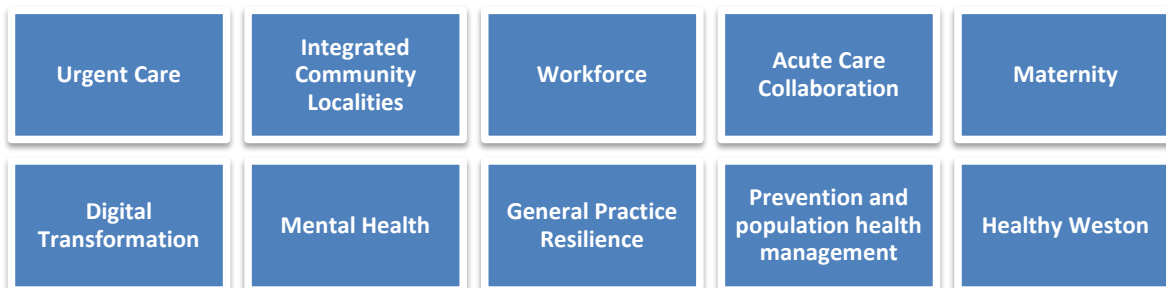 Urgent Care
Integrated
Community
Localities
Workforce
Acute Care
Collaboration
Maternity
Digital
Transformation
Mental Health
General Practice
Resilience
Prevention and
population health
management
Healthy Weston